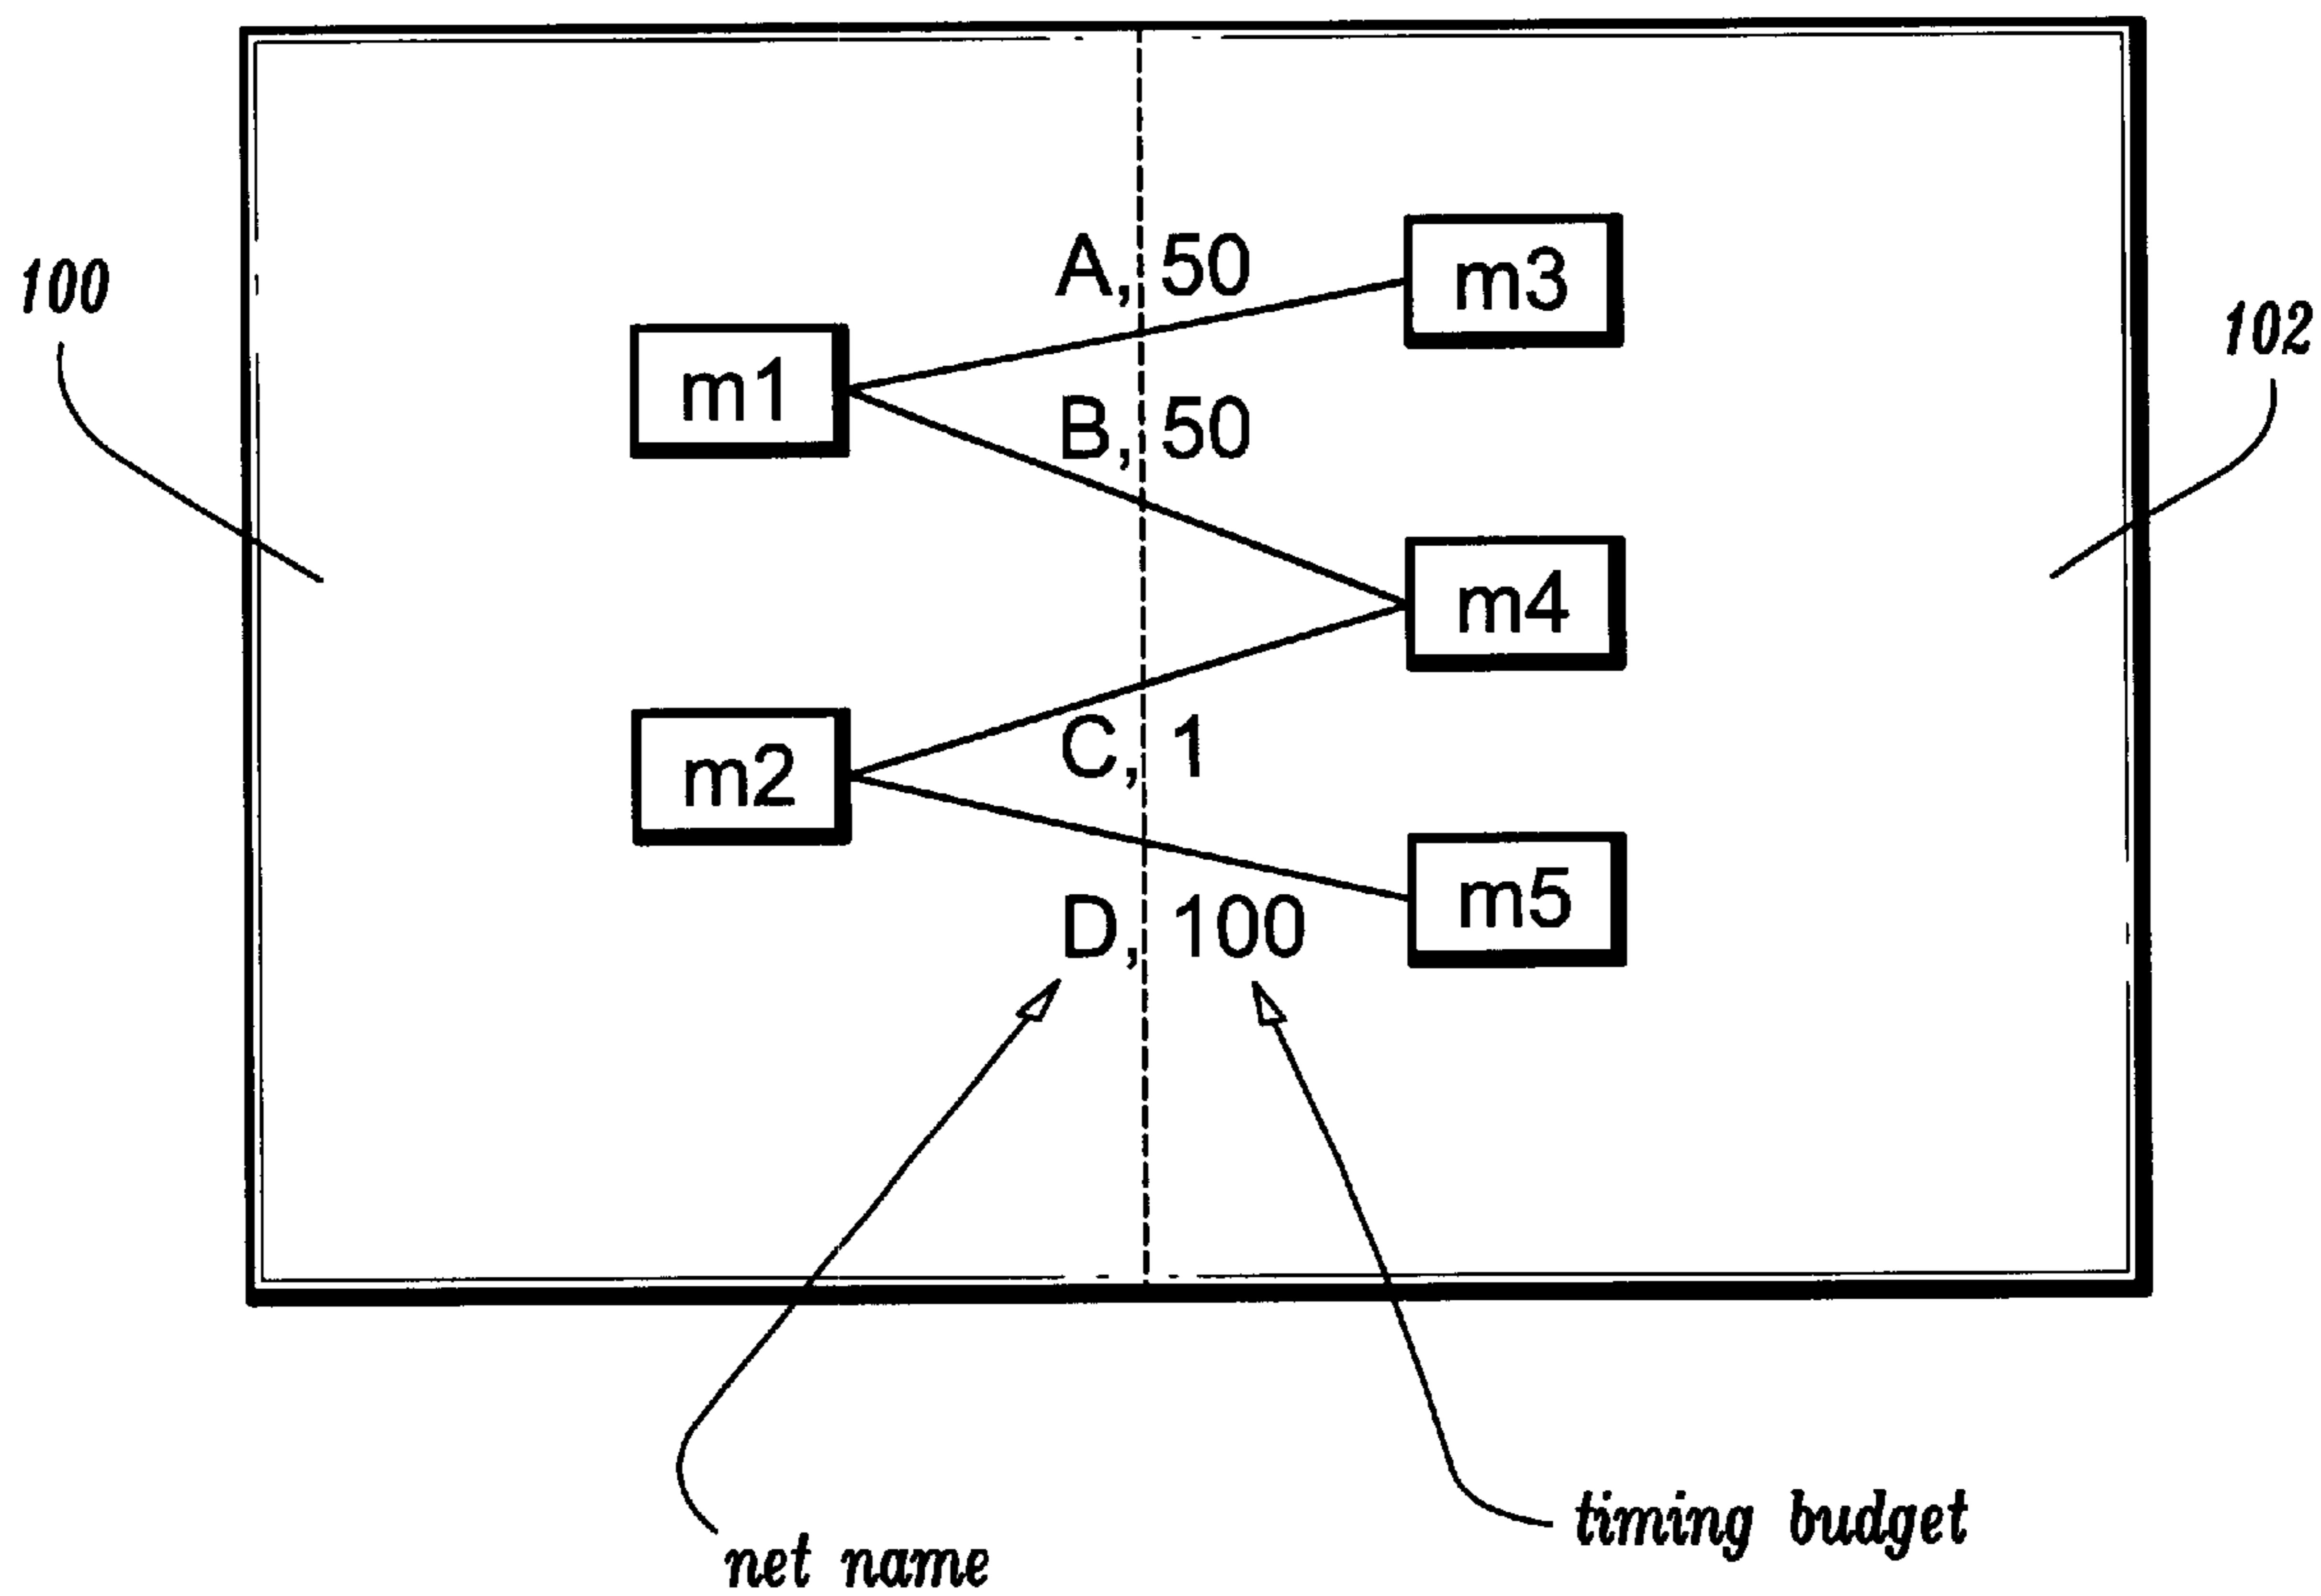 A, 50
m3
100
102
m1
B, 50
m4
C, 1
m2
m5
D, 100
timing budget
net name